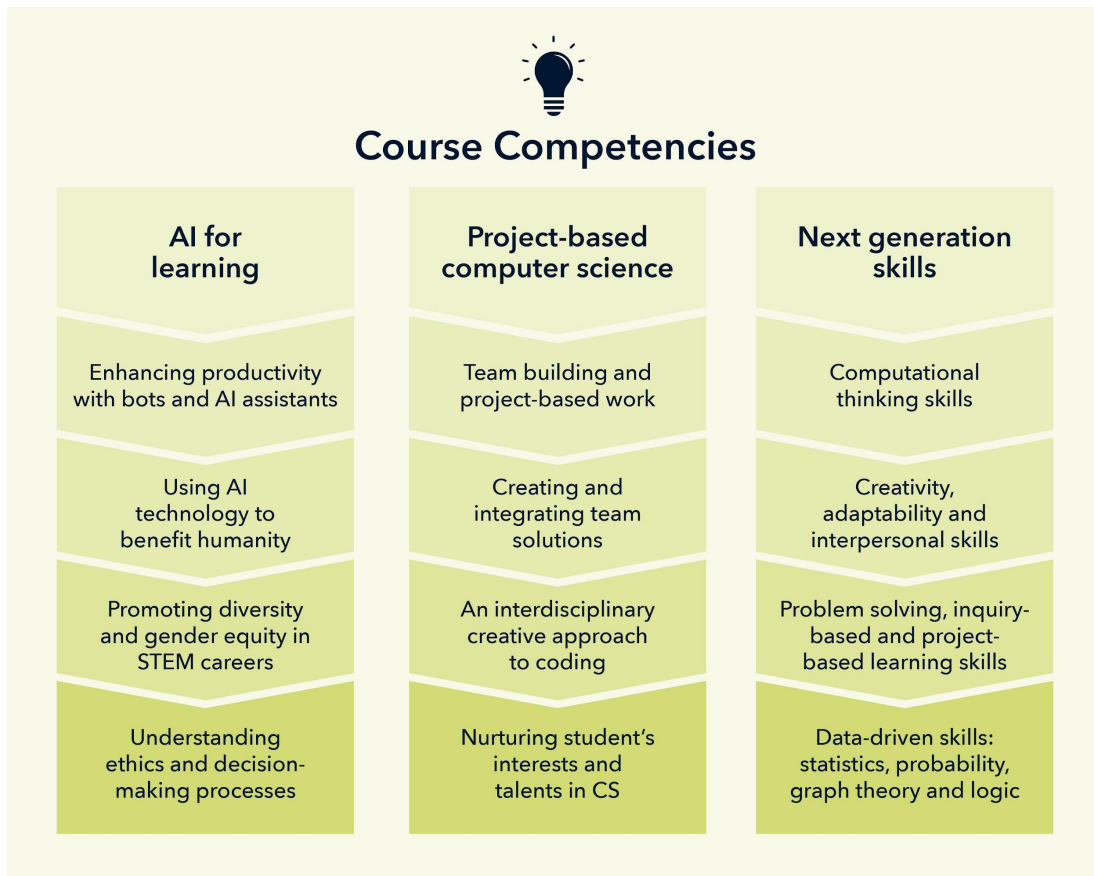 Course Competencies
AI for
learning
Enhancing productivity
with bots and AI assistants
Using AI
technology to
benefit humanity
Promoting diversity
and gender equity in
STEM careers
Understanding
ethics and decision-
making processes
Project-based
computer science
Team building and
project-based work
Creating and
integrating team
solutions
An interdisciplinary
creative approach
to coding
Nurturing student’s
interests and
talents in CS
Next generation
skills
Computational
thinking skills
Creativity,
adaptability and
interpersonal skills
Problem solving, inquiry-
based and project-
based learning skills
Data-driven skills:
statistics, probability,
graph theory and logic